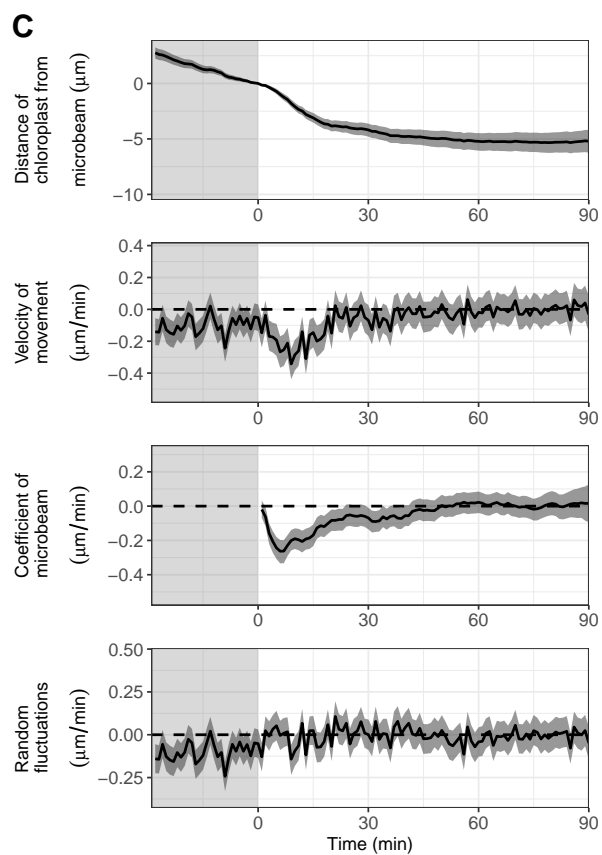 C
Distance of
chloroplast from
microbeam (μm)
0
−5
−10
0 30 60 90
Velocity of
movement
(μm/min)
0.4
0.2
0.0
−0.2
−0.4
0 30 60 90
Coefficient of
microbeam
(μm/min)
0.2
0.0
−0.2
−0.4
0 30 60 90
Random
fluctuations
(μm/min)
0.50
0.25
0.00
−0.25
0 30 60 90
Time (min)